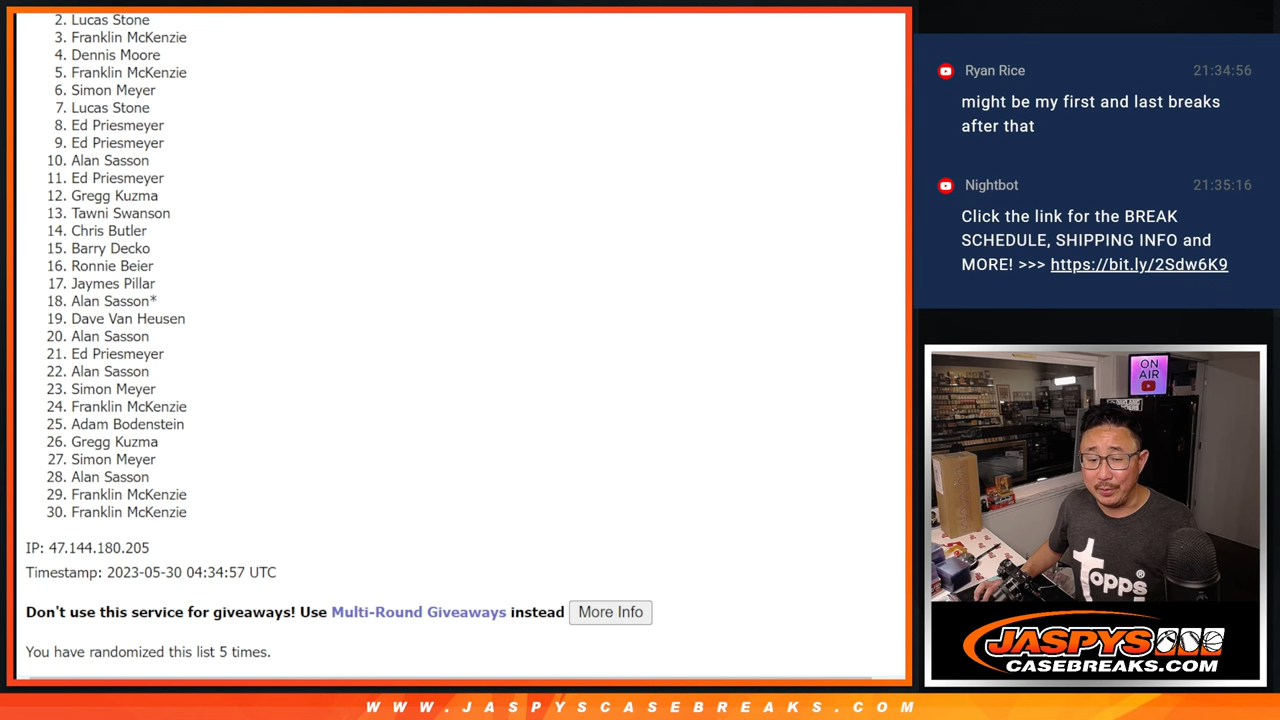 2. Lucas Stone
3. Franklin McKenzie
4. Dennis Moore
5. Franklin McKenzie
6. Simon Meyer
7. Lucas Stone
8. Ed Priesmeyer
9. Ed Priesmeyer
10. Alan Sasson
11. Ed Priesmeyer
12. Gregg Kuzma
13. Tawni Swanson
14. Chris Butler
15. Barry Decko
16. Ronnie Beier
17. Jaymes Pillar
18. Alan Sasson*
19. Dave Van Heusen
20. Alan Sasson
21. Ed Priesmeyer
22. Alan Sasson
23. Simon Meyer
24. Franklin McKenzie
25. Adam Bodenstein
26. Gregg Kuzma
27. Simon Meyer
28. Alan Sasson
29. Franklin McKenzie
30. Franklin McKenzie
IP: 47.144.180.205
Timestamp: 2023-05-30 04:34:57 UTC
Don't use this service for giveaways! Use Multi-Round Giveaways instead More Info
You have randomized this list 5 times.
Ryan Rice 21:34:56
might be my first and last breaks
after that
Nightbot 21:35:16
Click the link for the BREAK
SCHEDULE, SHIPPING INFO and
MORE! >>> https://bit.ly/2Sdw6K9
ON
AIR
topps
JASPYS
CASEBREAKS.COM
WWW.JASPYSCASEBREAKS.COM